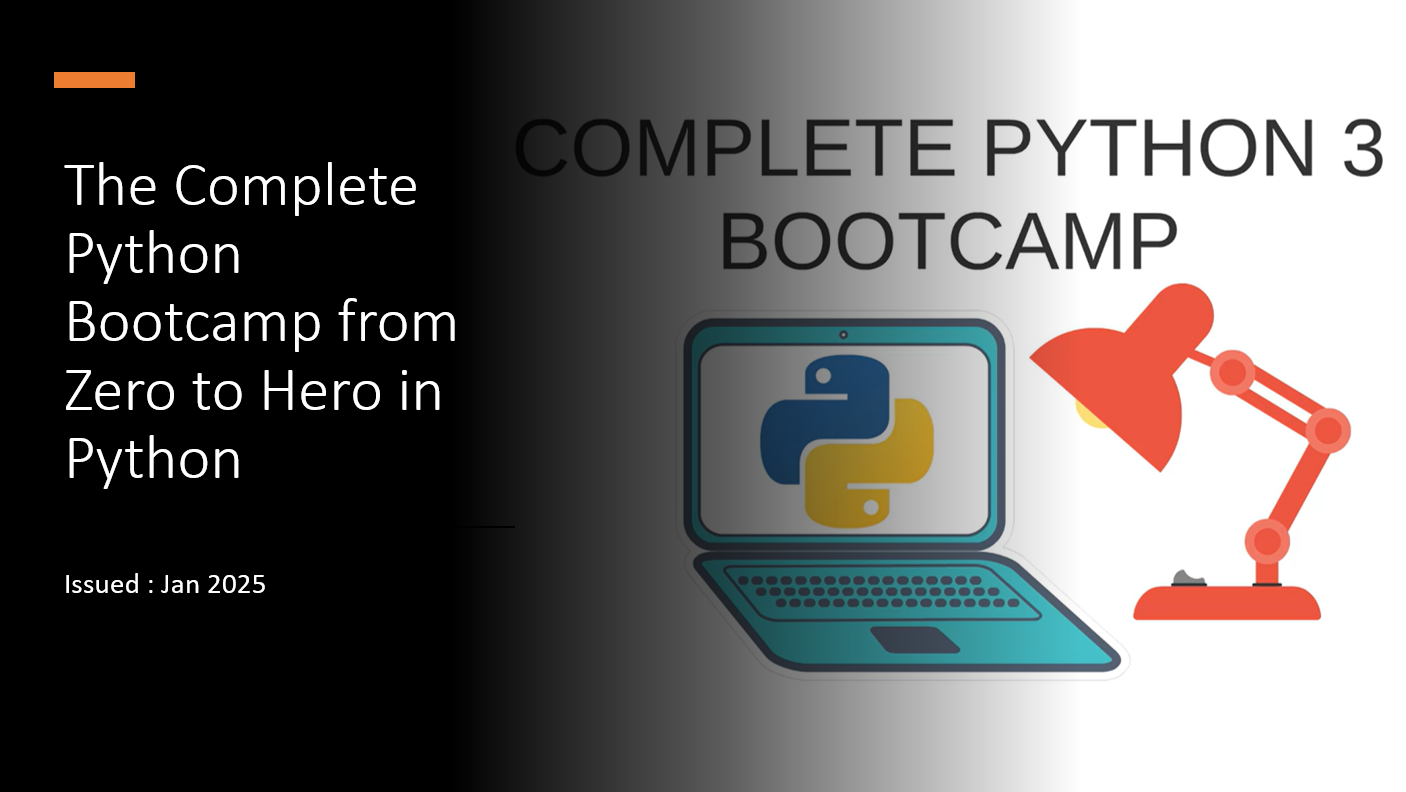 The Complete
Python
Bootcamp from
Zero to Hero in
Python
Issued : Jan 2025
COMPLETE PYTHON 3
BOOTCAMP